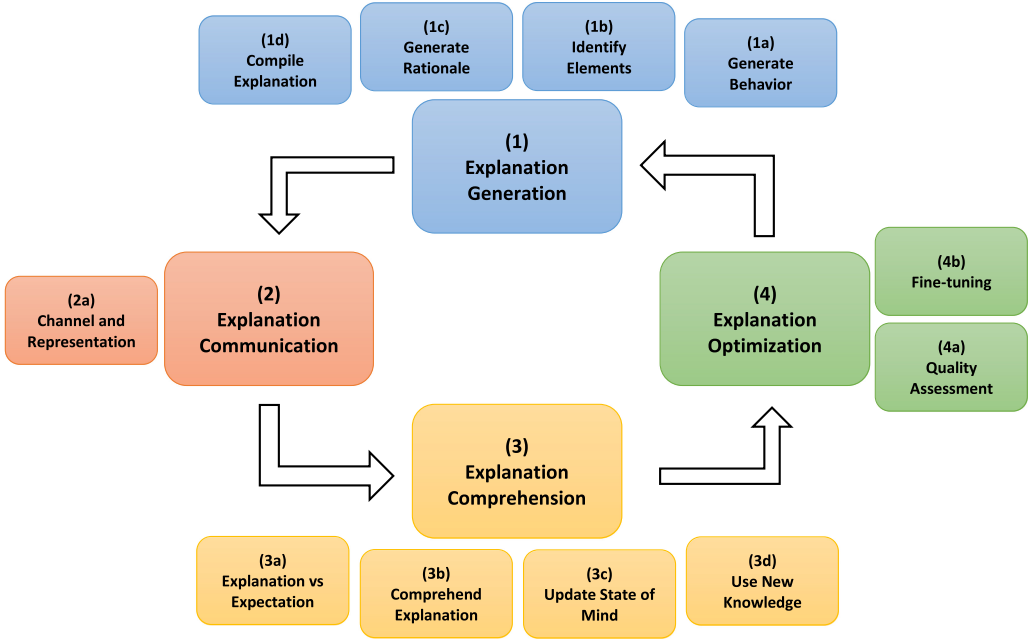 (1d)
Compile
Explanation
(1c)
Generate
Rationale
(1b)
Identify
Elements
(1a)
Generate
Behavior
(1)
Explanation
Generation
(2a)
Channel and
Representation
(2)
Explanation
Communication
(4)
Explanation
Optimization
(4b)
Fine-tuning
(4a)
Quality
Assessment
(3)
Explanation
Comprehension
(3a)
Explanation vs
Expectation
(3b)
Comprehend
Explanation
(3c)
Update State of
Mind
(3d)
Use New
Knowledge